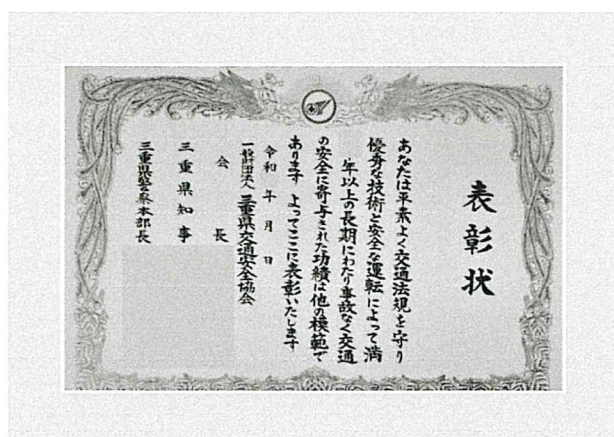 表彰状
あなたは平素よく交通法規を守り
優秀な技術と安全な運転によって満
年以上の長期にわたり事故なく交通
の安全に寄与された功績は他の模範で
あります よってここに表彰いたします
令和 年 月 日
一般財団法人 三重県交通安全協会
会長
三重県知事
三重県警察本部長